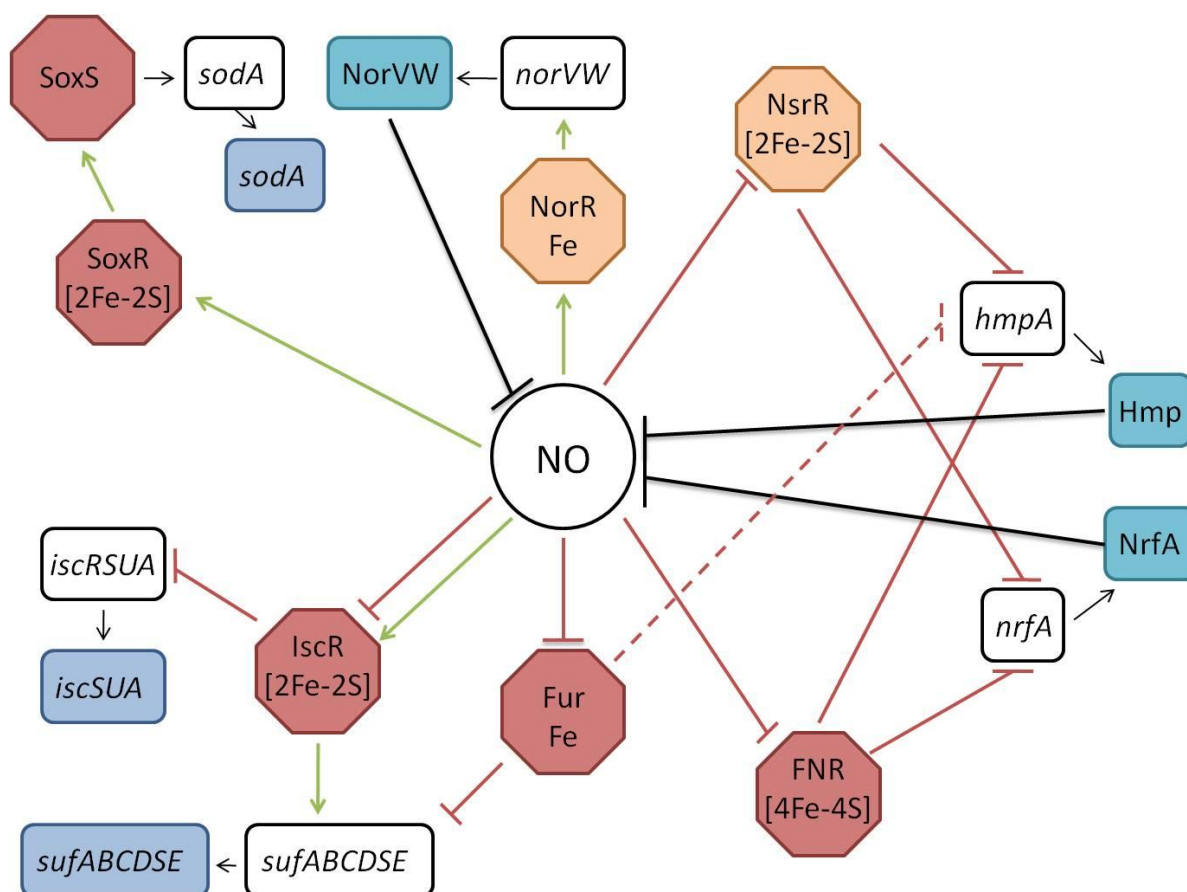 SoxS
sodA
NorVW
norVW
NsrR
[2Fe-2S]
sodA
NorR
Fe
SoxR
[2Fe-2S]
hmpA
Hmp
NO
NrfA
iscRSUA
nrfA
IscR
[2Fe-2S]
iscSUA
Fur
Fe
FNR
[4Fe-4S]
sufABCDSE
sufABCDSE